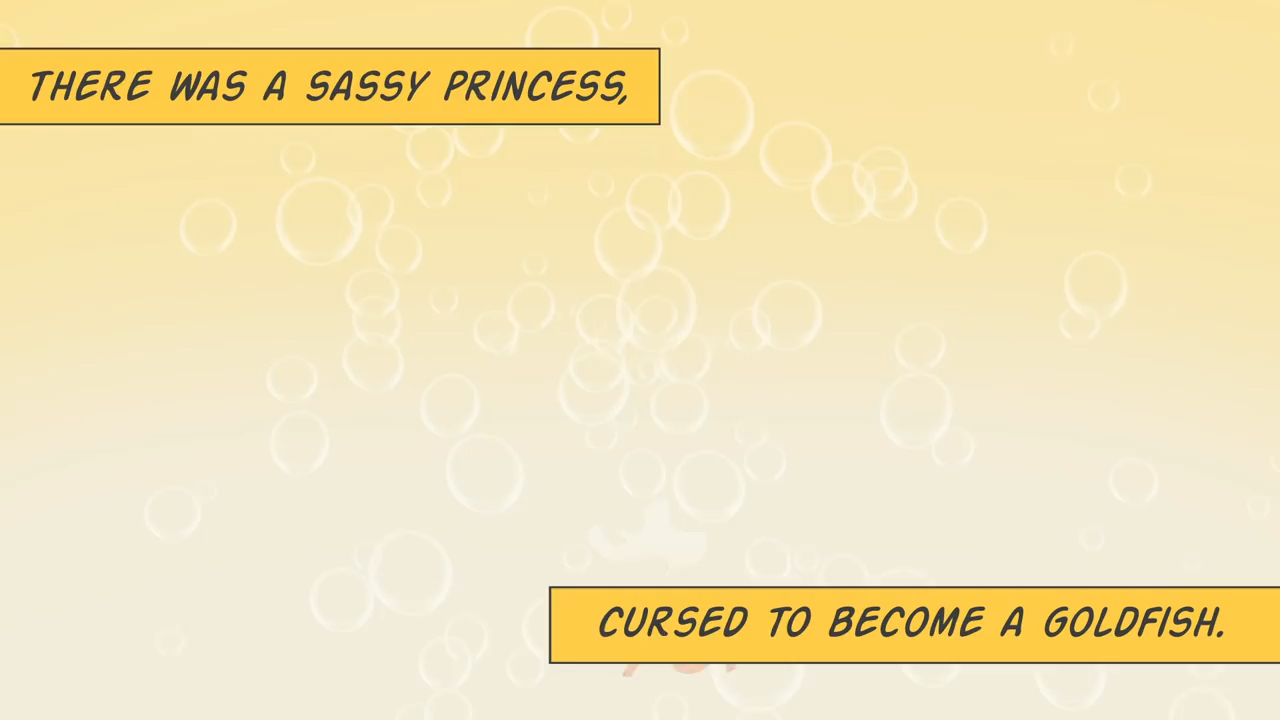 THERE WAS A SASSY PRINCESS,
CURSED TO BECOME A GOLDFISH.